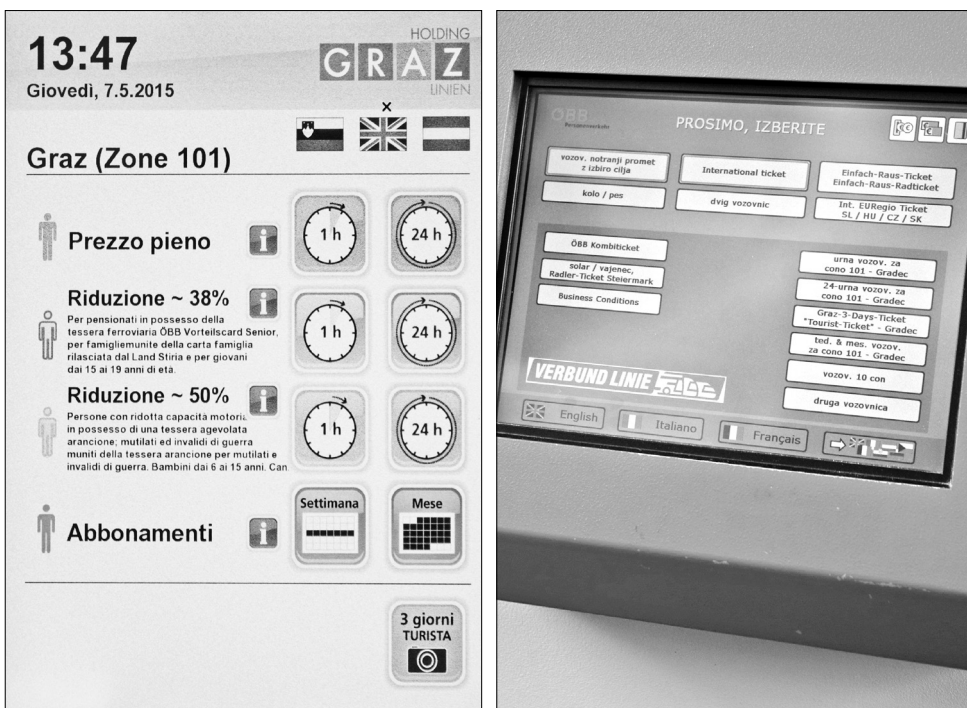 13:47
Giovedì, 7.5.2015
HOLDING
GRAZ
LINIEN
Graz (Zone 101)
Prezzo pieno
i
1 h
24 h
Riduzione ~ 38%
i
Per pensionati in possesso della
tessera ferroviaria ÖBB Vorteilscard Senior,
per famigliemunite della carta famiglia
rilasciata dal Land Stiria e per giovani
dai 15 ai 19 anni di età.
1 h
24 h
Riduzione ~ 50%
i
Persone con ridotta capacità motoria
in possesso di una tessera agevolata
arancione; mutilati ed invalidi di guerra
muniti della tessera arancione per mutilati e
invalidi di guerra. Bambini dai 6 ai 15 anni. Can
1 h
24 h
Abbonamenti
i
Settimana
Mese
3 giorni
TURISTA
ÖBB
Personenverkehr
PROSIMO, IZBERITE
vozov. notranji promet
z izbiro cilja
International ticket
Einfach-Raus-Ticket
Einfach-Raus-Radticket
kolo / pes
dvig vozovnic
Int. EURegio Ticket
SL / HU / CZ / SK
ÖBB Kombiticket
solar / vajenec,
Radler-Ticket Steiermark
Business Conditions
urna vozov. za
cono 101 - Gradec
24-urna vozov. za
cono 101 - Gradec
Graz-3-Days-Ticket
"Tourist-Ticket" - Gradec
ted. & mes. vozov.
za cono 101 - Gradec
vozov. 10 con
druga vozovnica
VERBUND LINIE
English
Italiano
Français